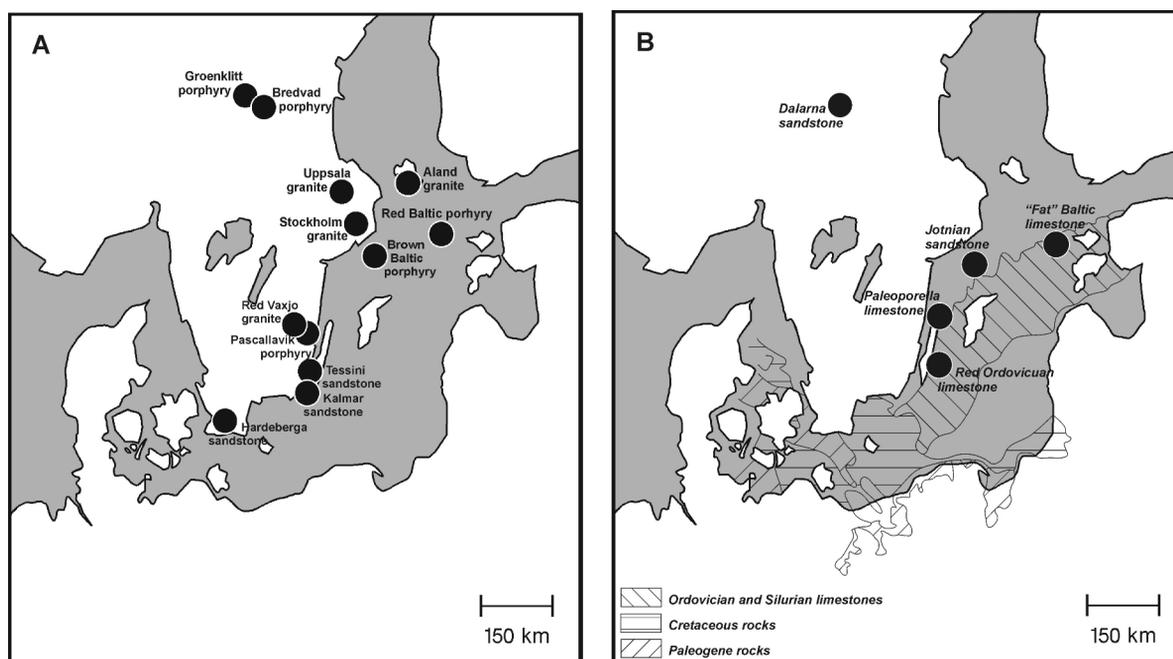 A
Groenklitt
porphyry
Bredvad
porphyry
Uppsala
granite
Aland
granite
Stockholm
granite
Red Baltic porhyry
Brown
Baltic
porphyry
Red Vaxjo
granite
Pascallavik
porphyry
Tessini
sandstone
Kalmar
sandstone
Hardeberga
sandstone
150 km
B
Dalarna
sandstone
"Fat" Baltic
limestone
Jotnian
sandstone
Paleoporella
limestone
Red Ordovicuan
limestone
Ordovician and Silurian limestones
Cretaceous rocks
Paleogene rocks
150 km